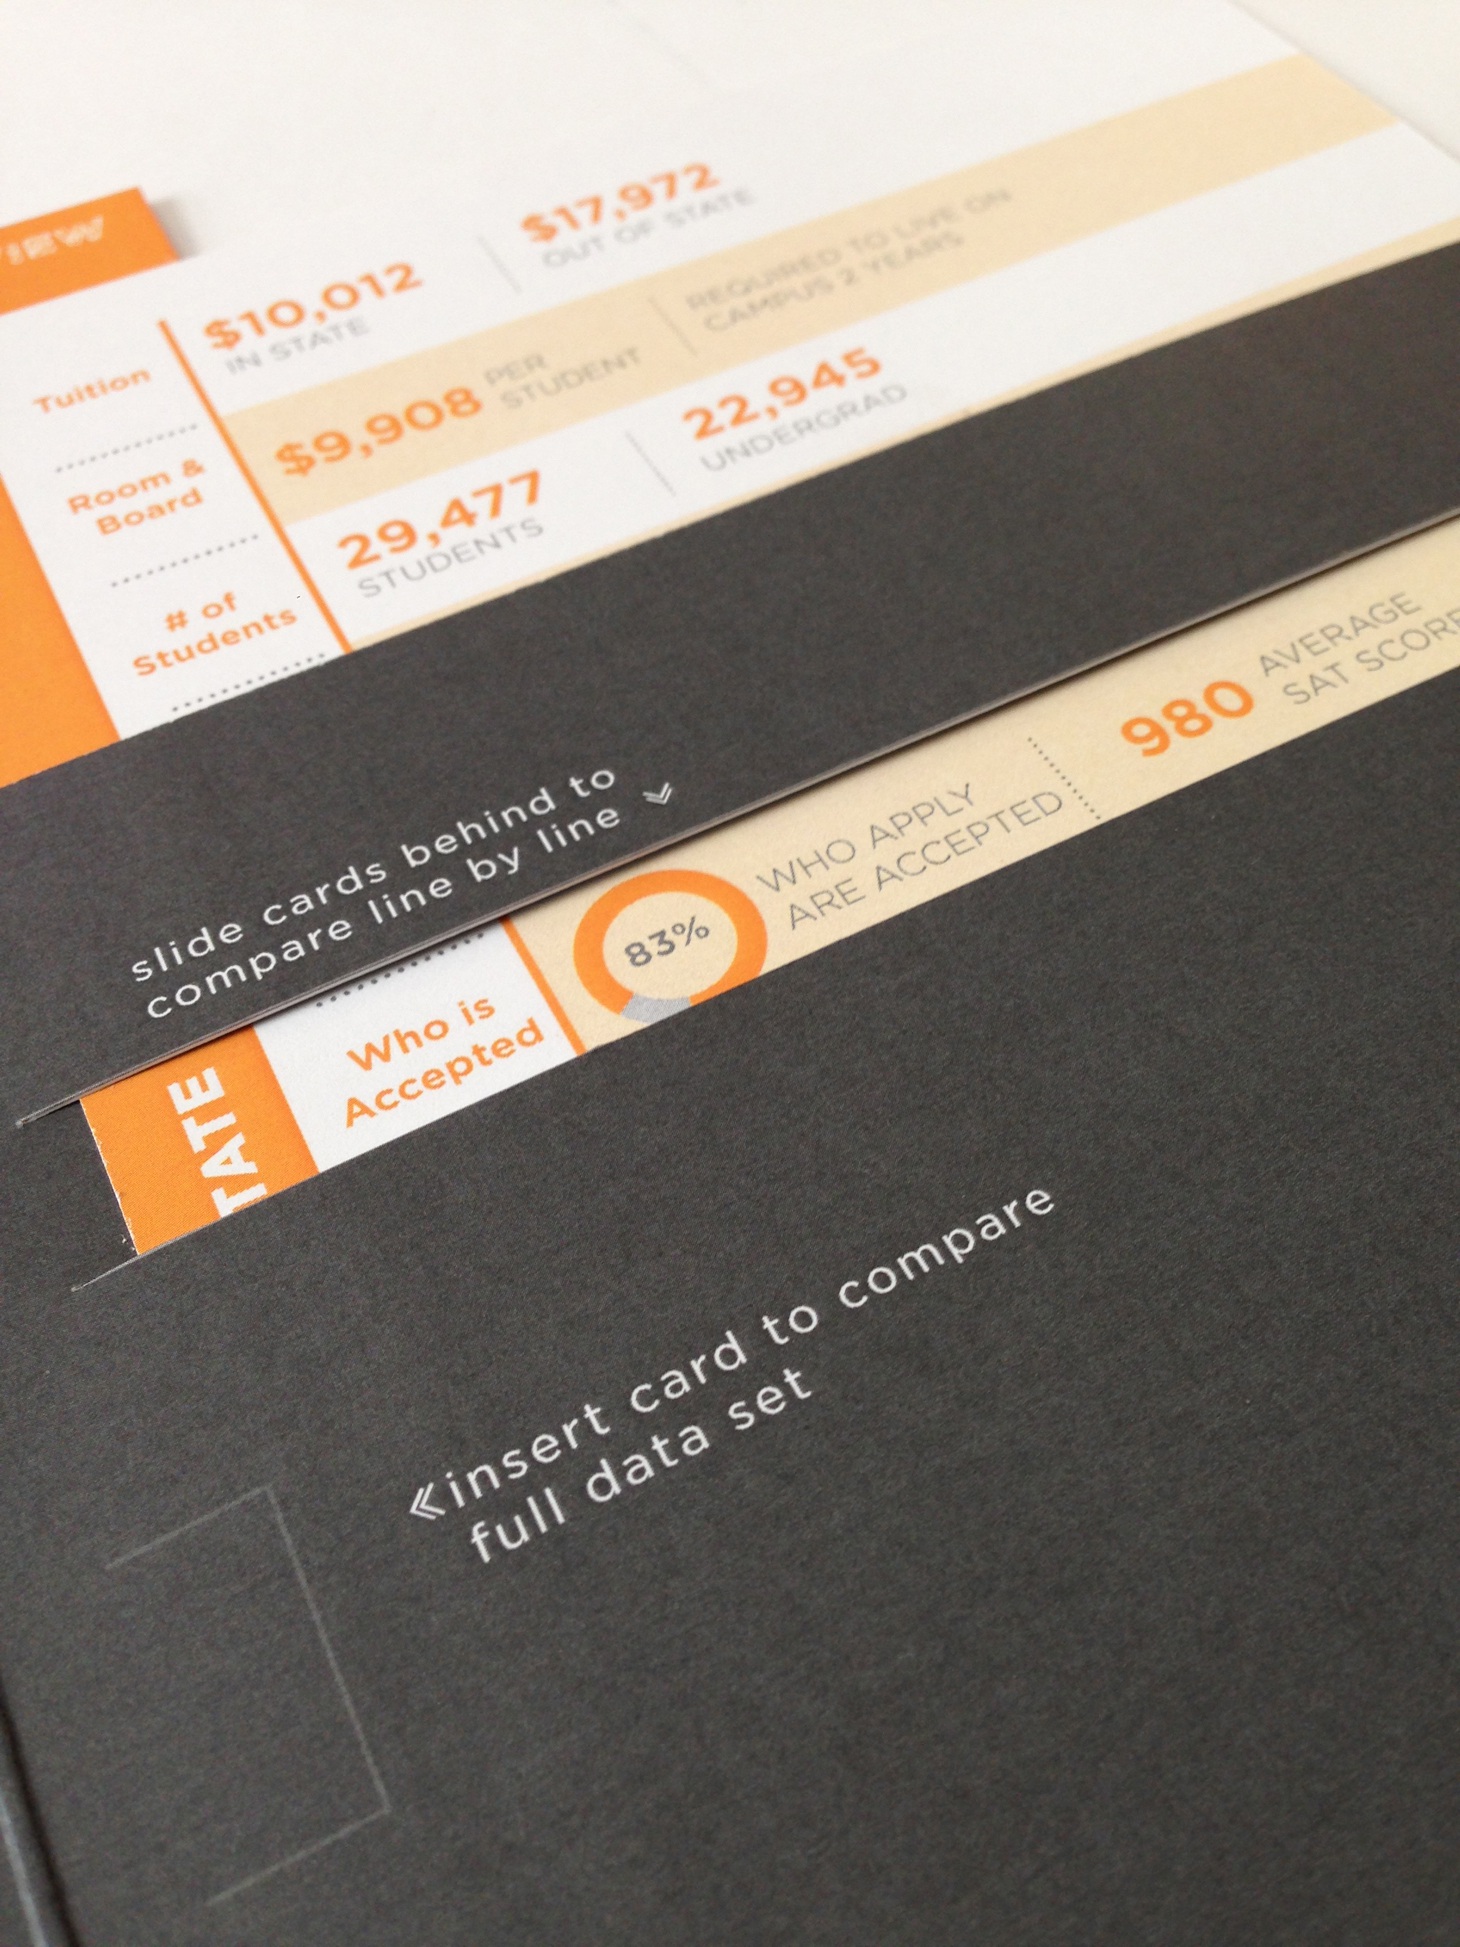 Tuition
$10,012
IN STATE
$17,972
OUT OF STATE
Room &
Board
$9,908
PER
STUDENT
REQUIRED TO LIVE ON
CAMPUS 2 YEARS
# of
Students
29,477
STUDENTS
22,945
UNDERGRAD
slide cards behind to
compare line by line
TATE
Who is
Accepted
83%
WHO APPLY
ARE ACCEPTED
980
AVERAGE
SAT SCORE
«insert card to compare
full data set